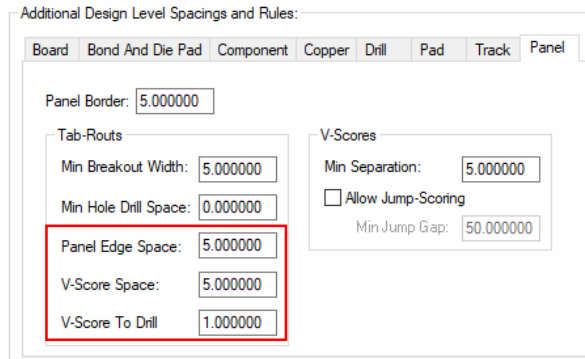 Additional Design Level Spacings and Rules:
Board Bond And Die Pad Component Copper Drill Pad Track Panel
Panel Border: 5.000000
Tab-Routs
Min Breakout Width: 5.000000
Min Hole Drill Space: 0.000000
Panel Edge Space: 5.000000
V-Score Space: 5.000000
V-Score To Drill 1.000000
V-Scores
Min Separation: 5.000000
Allow Jump-Scoring
Min Jump Gap: 50.000000